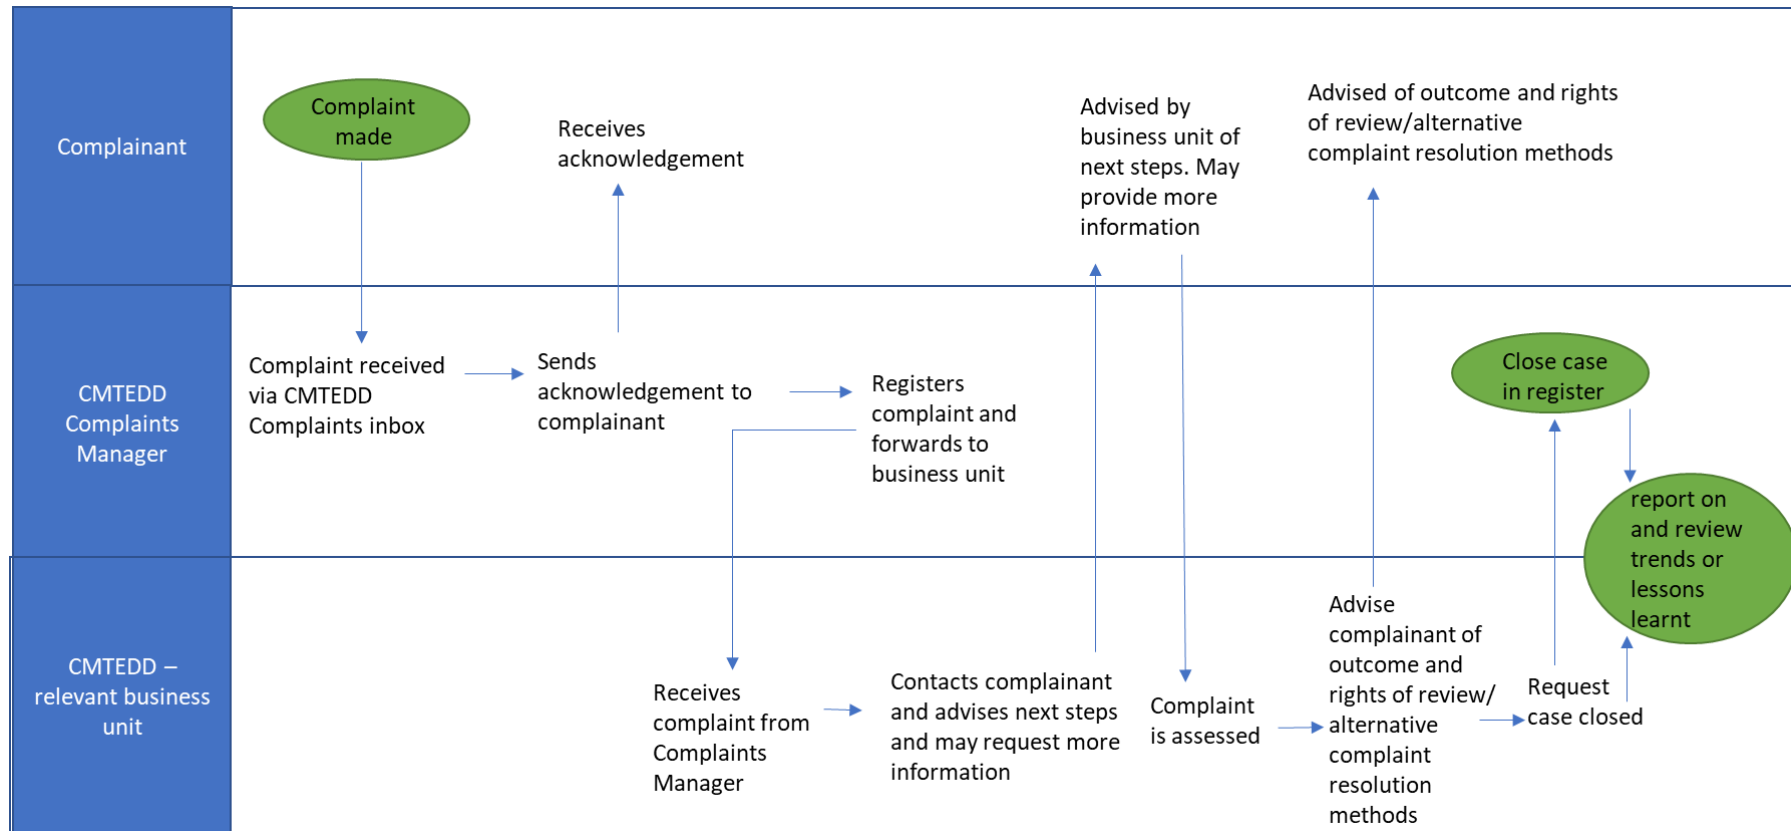 Complainant
Complaint
made
Receives
acknowledgement
Advised by
business unit of
next steps. May
provide more
information
Advised of outcome and rights
of review/alternative
complaint resolution methods
CMTEDD
Complaints
Manager
Complaint received
via CMTEDD
Complaints inbox
Sends
acknowledgement to
complainant
Registers
complaint and
forwards to
business unit
Close case
in register
report on
and review
trends or
lessons
learnt
CMTEDD –
relevant business
unit
Receives
complaint from
Complaints
Manager
Contacts complainant
and advises next steps
and may request more
information
Complaint
is assessed
Advise
complainant of
outcome and
rights of review/
alternative
complaint
resolution
methods
Request
case closed